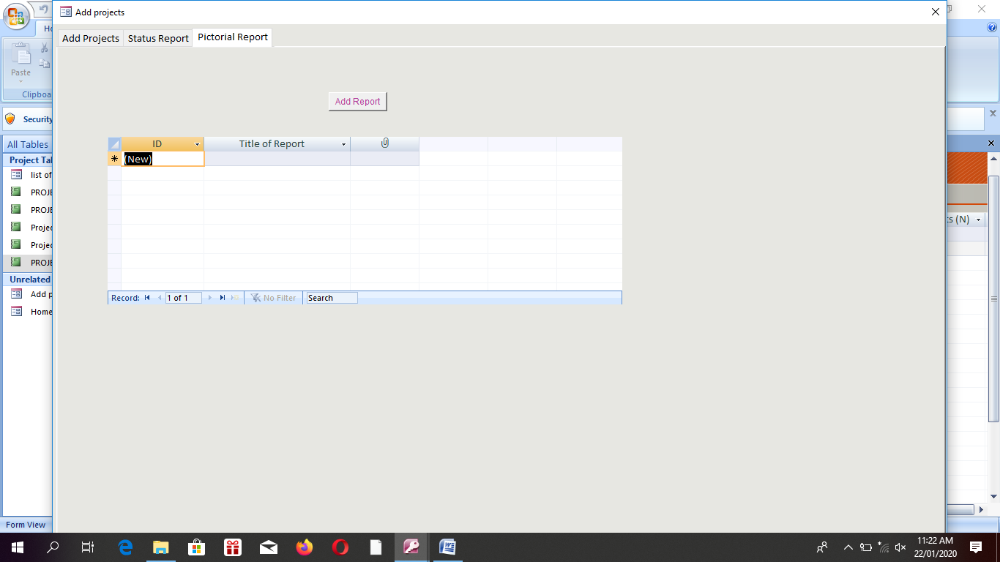 Add projects
Ho
Add Projects Status Report Pictorial Report
Paste
Clipboa
Add Report
Security
All Tables
ID Title of Report
(New)
Project Tal
list of
PROJE
PROJE
Projec
Projec
PROJE
Unrelated
Add p
Home
ts (N)
Record: 1 of 1 No Filter Search
Form View
11:22 AM
22/01/2020